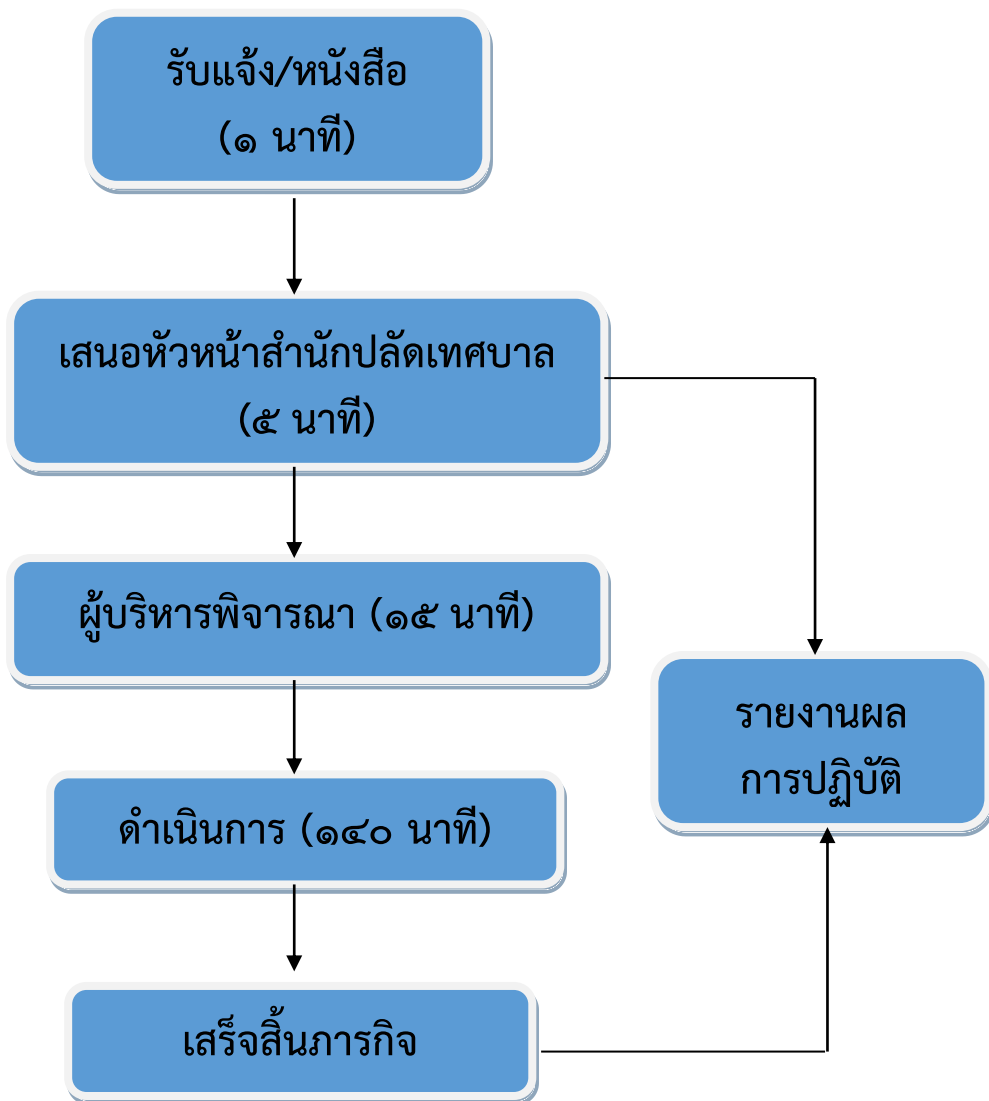 รับแจ้ง/หนังสือ
(๑ นาที)
เสนอหัวหน้าสำนักปลัดเทศบาล
(๕ นาที)
ผู้บริหารพิจารณา (๑๕ นาที)
ดำเนินการ (๑๔๐ นาที)
เสร็จสิ้นภารกิจ
รายงานผล
การปฏิบัติ